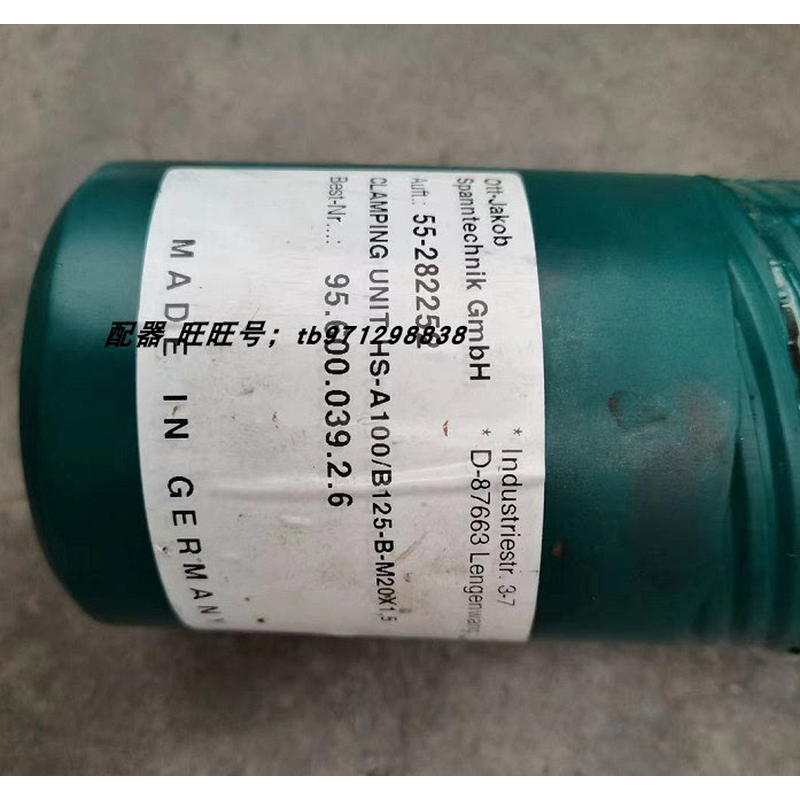 Ott-Jakob
Spanntechnik GmbH
* Industriestr. 3-7
* D-87663 Lengenwang
Auft.: 55-282252
CLAMPING UNIT HS-A100/B125-B-M20X1,5
Best-Nr...: 95.600.039.2.6
MADE IN GERMANY
配器 旺旺号；tb971298838